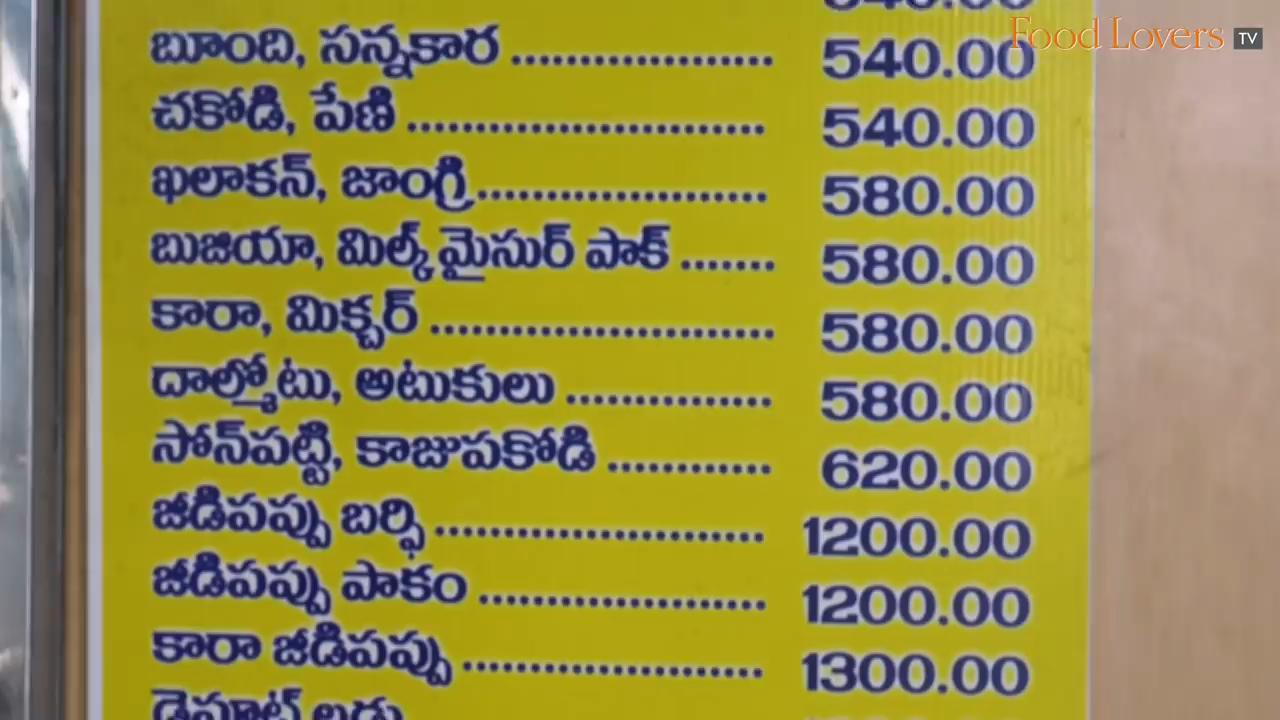 Food Lovers TV
బూంది, సన్నకార .................. 540.00
చకోడి, పేణి .......................... 540.00
ఖలాకన్, జాంగ్రి..................... 580.00
బుజియా, మిల్క్ మైసుర్ పాక్ ....... 580.00
కారా, మిక్చర్ ......................... 580.00
దాల్మోటు, అటుకులు ............... 580.00
సోన్‌పట్టి, కాజుపకోడి ............ 620.00
జీడిపప్పు బర్ఫి ........................ 1200.00
జీడిపప్పు పాకం ..................... 1200.00
కారా జీడిపప్పు ...................... 1300.00